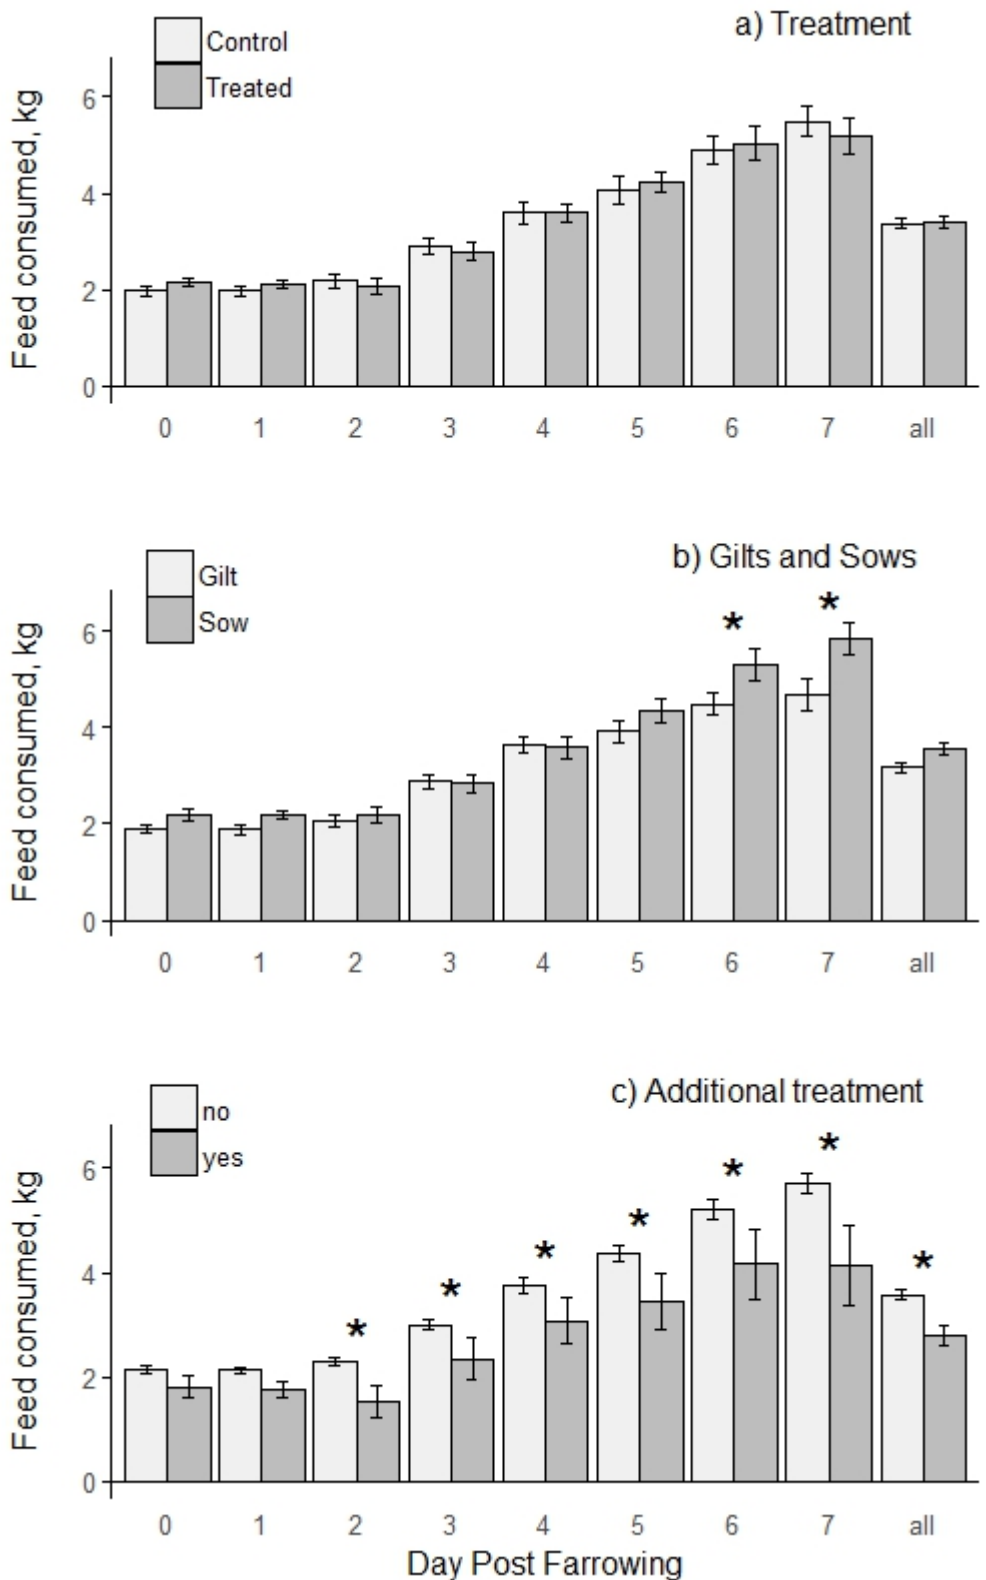 a) Treatment
Control
Treated
Feed consumed, kg
6
4
2
0
0 1 2 3 4 5 6 7 all
b) Gilts and Sows
Gilt
Sow
* *
Feed consumed, kg
6
4
2
0
0 1 2 3 4 5 6 7 all
c) Additional treatment
no
yes
* * * * * * *
Feed consumed, kg
6
4
2
0
0 1 2 3 4 5 6 7 all
Day Post Farrowing